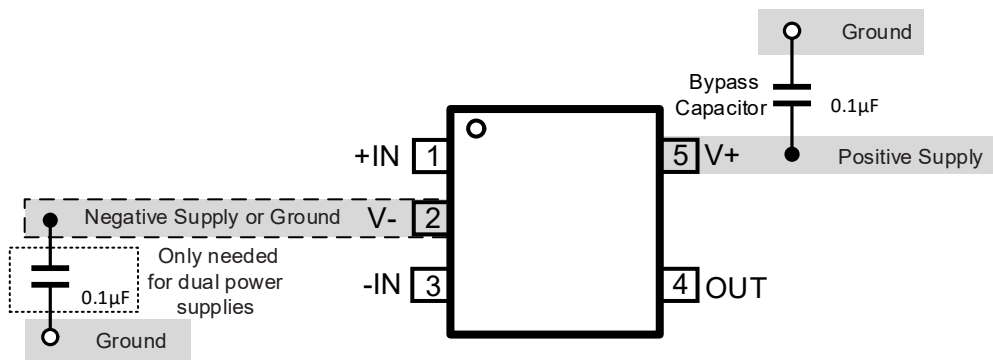 Ground
Bypass
Capacitor
0.1µF
+IN 1
5 V+
Positive Supply
Negative Supply or Ground V- 2
Only needed
for dual power
supplies
0.1µF
-IN 3
4 OUT
Ground